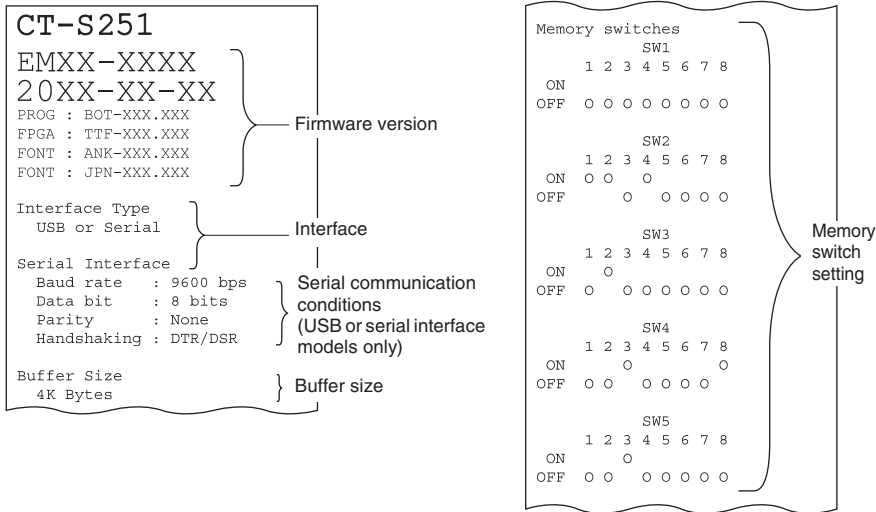 CT-S251
EMXX-XXXX
20XX-XX-XX
PROG : BOT-XXX.XXX
FPGA : TTF-XXX.XXX
FONT : ANK-XXX.XXX
FONT : JPN-XXX.XXX
Firmware version
Interface Type
USB or Serial
Interface
Serial Interface
Baud rate : 9600 bps
Data bit : 8 bits
Parity : None
Handshaking : DTR/DSR
Serial communication
conditions
(USB or serial interface
models only)
Buffer Size
4K Bytes
Buffer size
Memory switches
SW1
1 2 3 4 5 6 7 8
ON
OFF O O O O O O O O
SW2
1 2 3 4 5 6 7 8
ON O O   O
OFF     O   O O O O
SW3
1 2 3 4 5 6 7 8
ON   O
OFF O   O O O O O O
SW4
1 2 3 4 5 6 7 8
ON     O         O
OFF O O   O O O O
SW5
1 2 3 4 5 6 7 8
ON     O
OFF O O   O O O O O
Memory
switch
setting